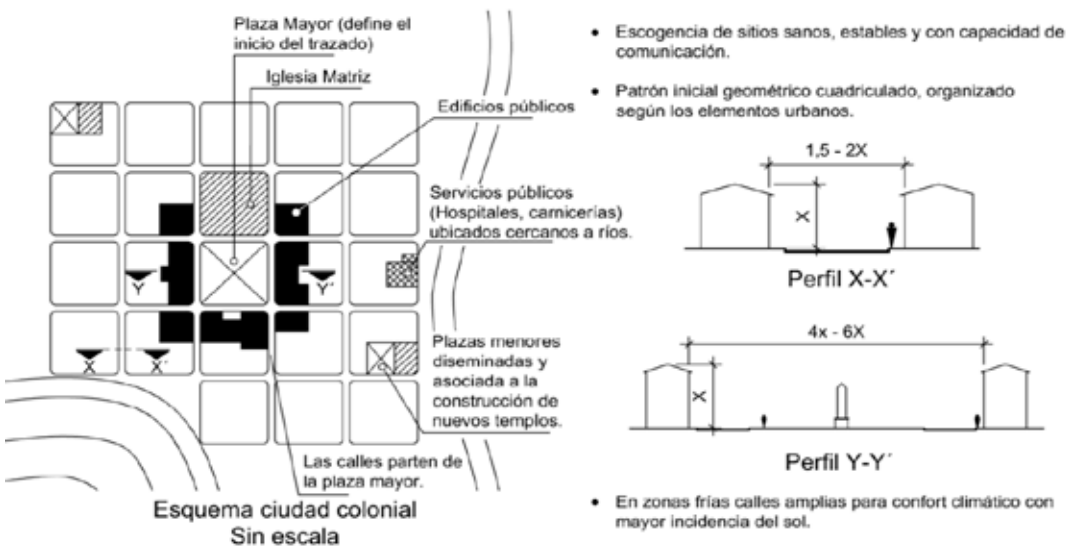 Plaza Mayor (define el
inicio del trazado)
Iglesia Matriz
Edificios públicos
Servicios públicos
(Hospitales, carnicerías)
ubicados cercanos a ríos.
Y
Y´
X
X´
Plazas menores
diseminadas y
asociada a la
construcción de
nuevos templos.
Las calles parten de
la plaza mayor.
Esquema ciudad colonial
Sin escala
• Escogencia de sitios sanos, estables y con capacidad de
comunicación.
• Patrón inicial geométrico cuadriculado, organizado
según los elementos urbanos.
1,5 - 2X
X
Perfil X-X´
4x - 6X
X
Perfil Y-Y´
• En zonas frías calles amplias para confort climático con
mayor incidencia del sol.